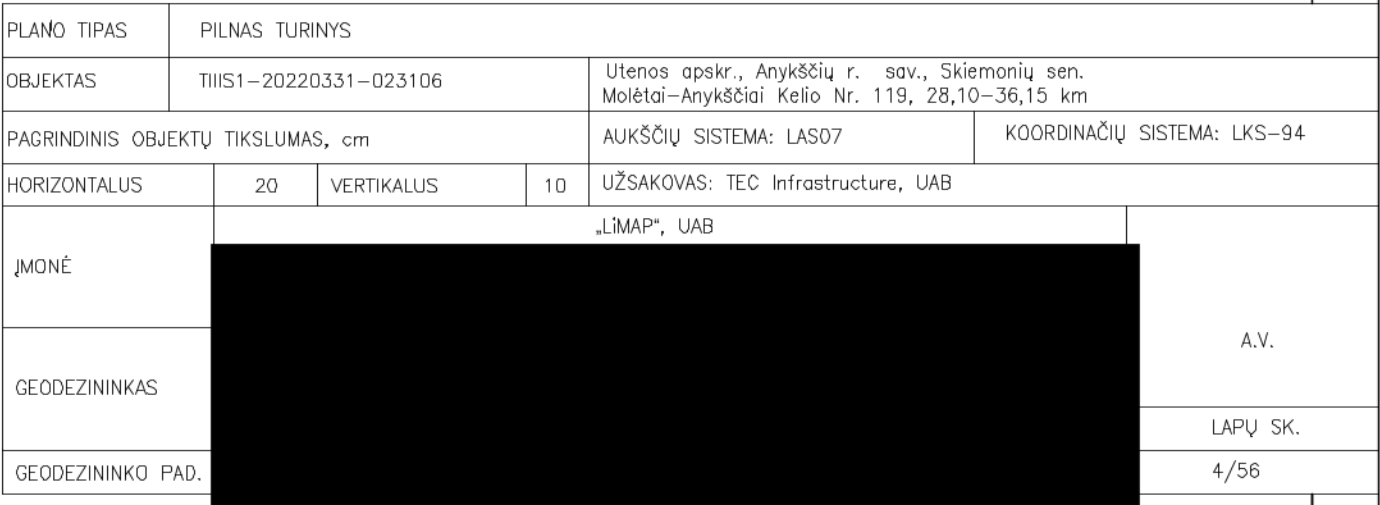 PLANO TIPAS PILNAS TURINYS
OBJEKTAS TIIIS1-20220331-023106 Utenos apskr., Anykščių r. sav., Skiemonių sen.
Molėtai-Anykščiai Kelio Nr. 119, 28,10-36,15 km
PAGRINDINIS OBJEKTŲ TIKSLUMAS, cm AUKŠČIŲ SISTEMA: LAS07 KOORDINAČIŲ SISTEMA: LKS-94
HORIZONTALUS 20 VERTIKALUS 10 UŽSAKOVAS: TEC Infrastructure, UAB
„LiMAP“, UAB
ĮMONĖ
A.V.
GEODEZININKAS
LAPŲ SK.
GEODEZININKO PAD. 4/56